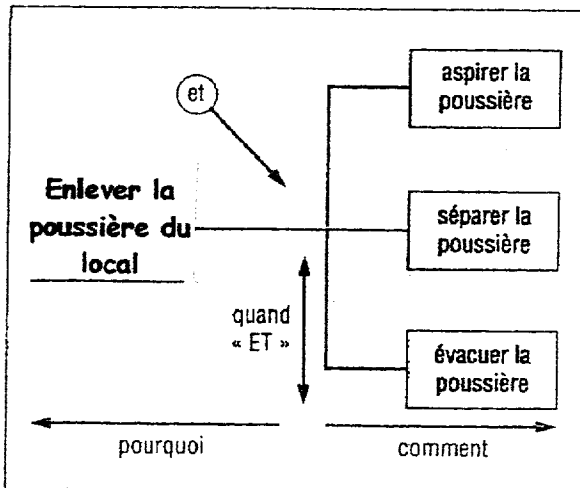 et
aspirer la
poussière
Enlever la
poussière du
local
séparer la
poussière
quand
« ET »
évacuer la
poussière
pourquoi
comment